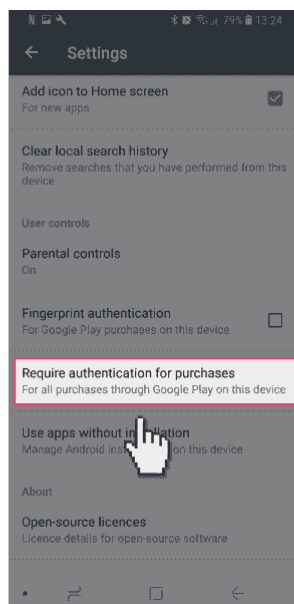 79% 13:24
Settings
Add icon to Home screen
For new apps
Clear local search history
Remove searches that you have performed from this
device
User controls
Parental controls
On
Fingerprint authentication
For Google Play purchases on this device
Require authentication for purchases
For all purchases through Google Play on this device
Use apps without
Manage Android on this device
About
Open-source licences
Licence details for open-source software